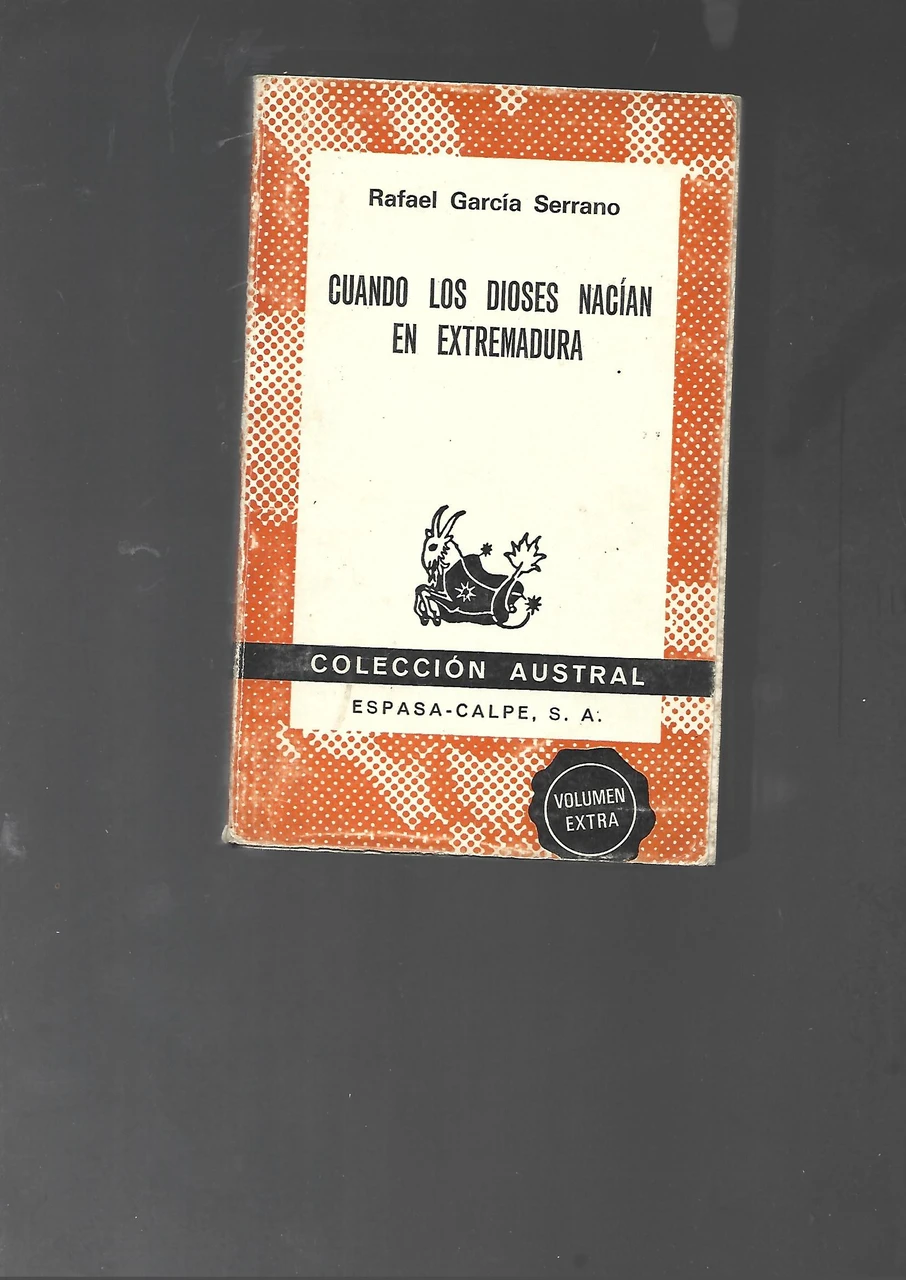 Rafael García Serrano
CUANDO LOS DIOSES NACÍAN
EN EXTREMADURA
COLECCIÓN AUSTRAL
ESPASA-CALPE, S. A.
VOLUMEN
EXTRA